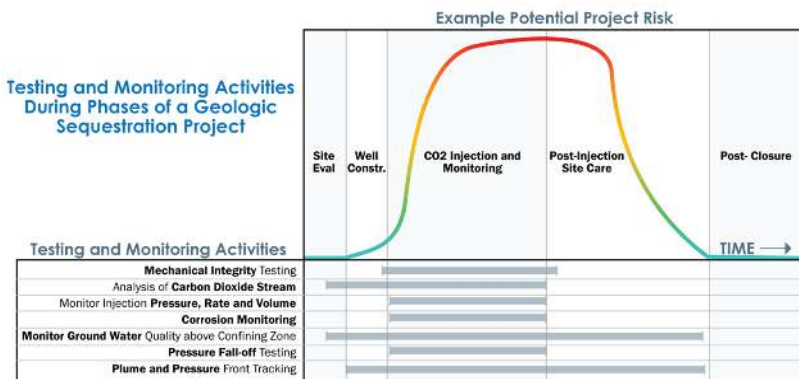 Example Potential Project Risk
Testing and Monitoring Activities
During Phases of a Geologic
Sequestration Project
Site
Eval
Well
Constr.
CO2 Injection and
Monitoring
Post-Injection
Site Care
Post- Closure
TIME
Testing and Monitoring Activities
Mechanical Integrity Testing
Analysis of Carbon Dioxide Stream
Monitor Injection Pressure, Rate and Volume
Corrosion Monitoring
Monitor Ground Water Quality above Confining Zone
Pressure Fall-off Testing
Plume and Pressure Front Tracking